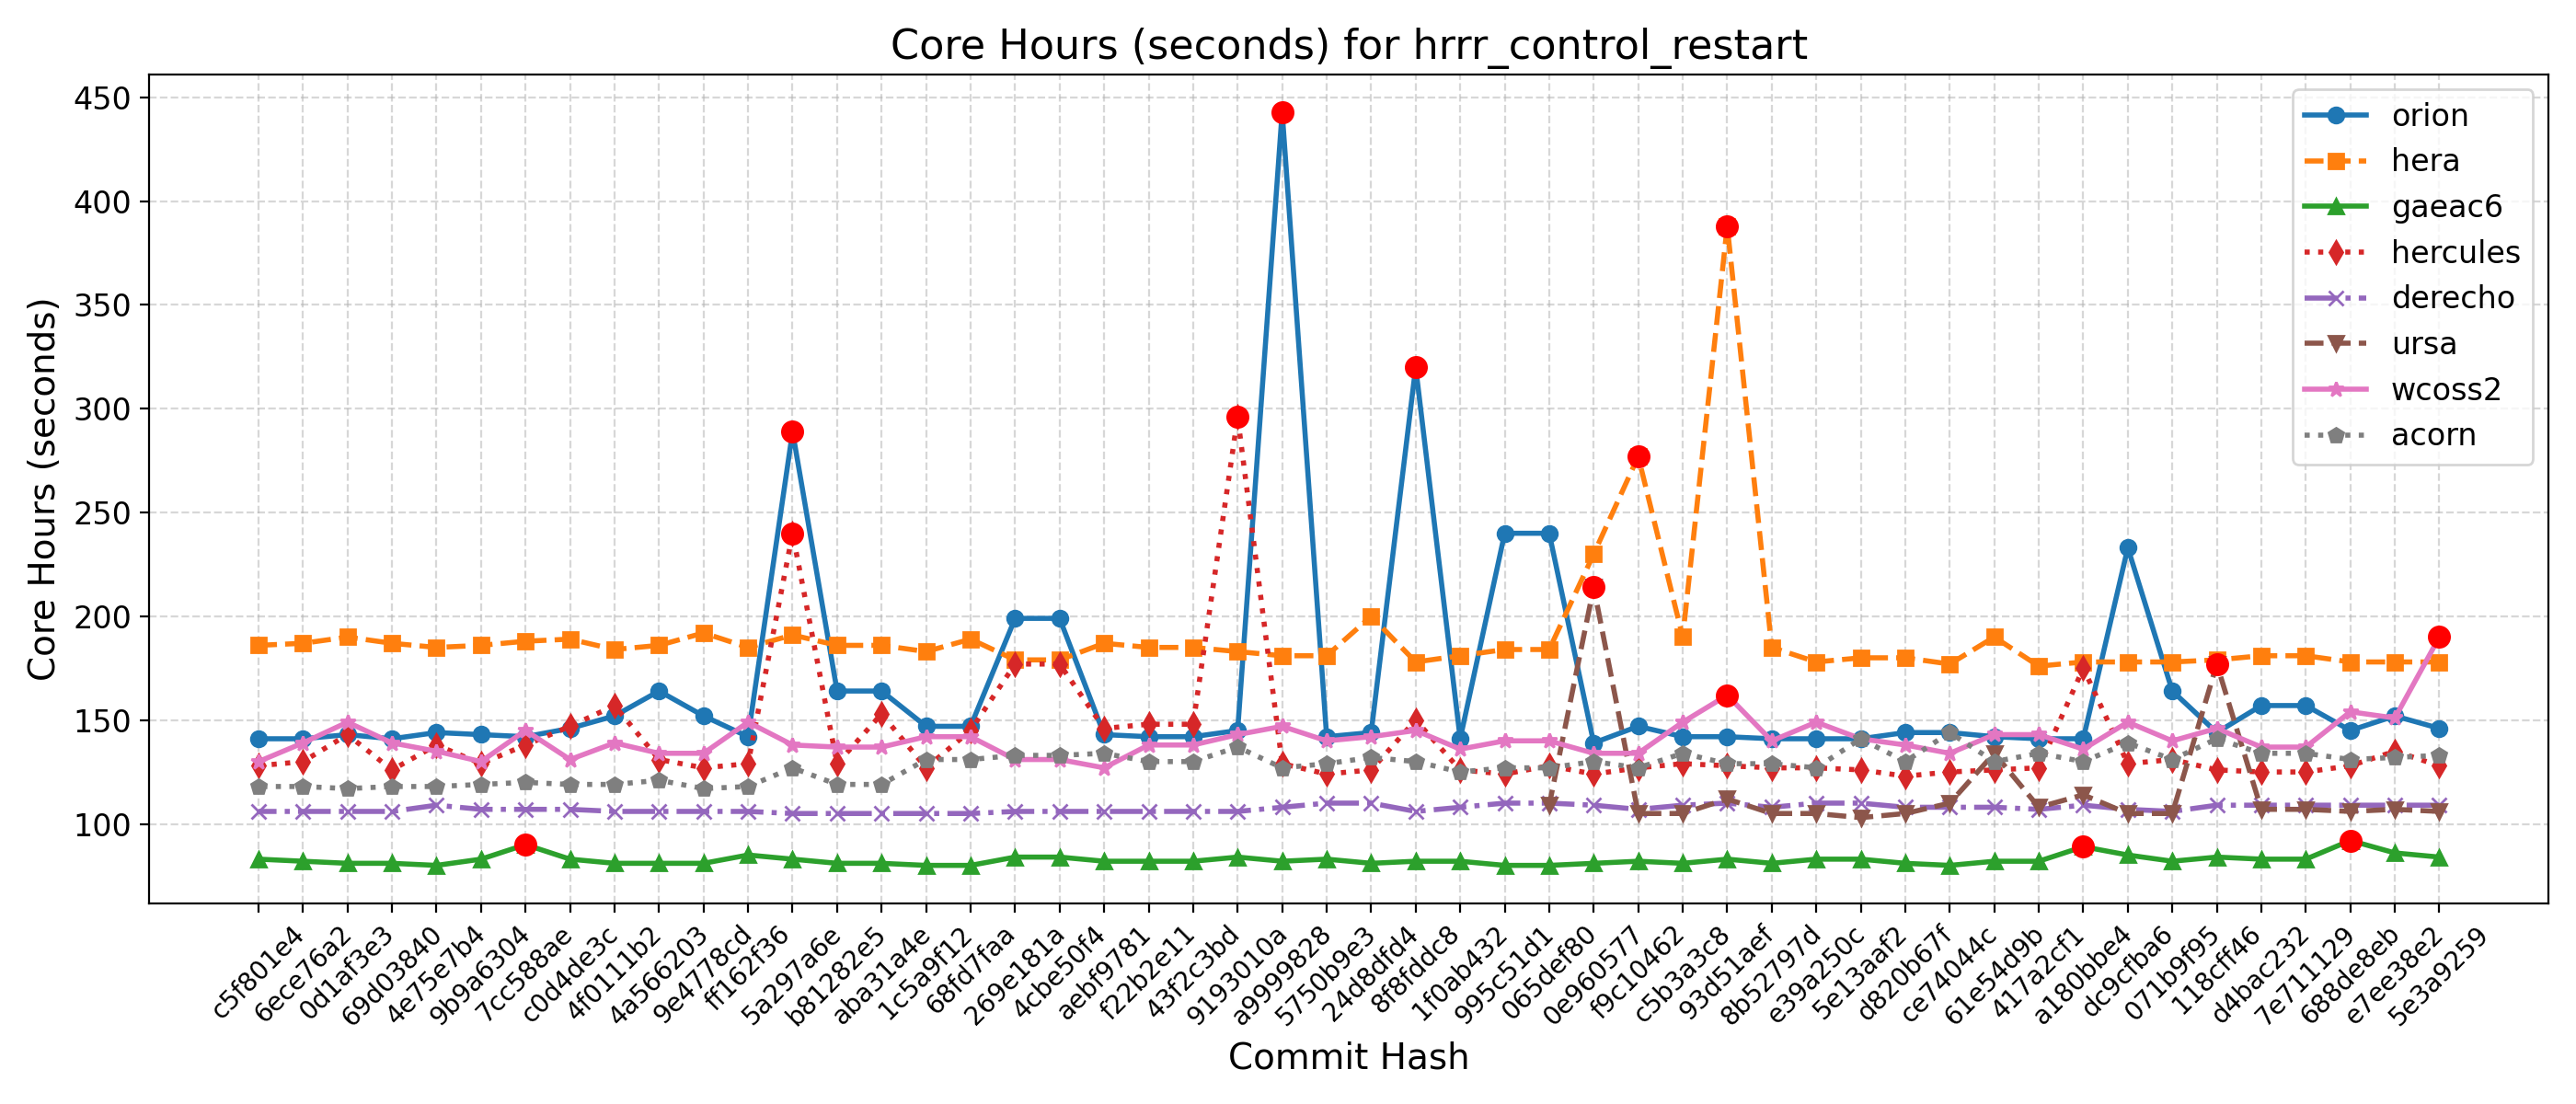 Core Hours (seconds) for hrrr_control_restart
Core Hours (seconds)
450
400
350
300
250
200
150
100
orion
hera
gaeac6
hercules
derecho
ursa
wcoss2
acorn
c5f801e4
6ece76a2
0d1af3e3
69d03840
4e75e7b4
9b9a6304
7cc588ae
c0d4de3c
4f0111b2
4a566203
9e4778cd
ff162f36
5a297a6e
b81282e5
aba31a4e
1c5a9f12
68fd7faa
269e181a
4cbe50f4
aebf9781
f22b2e11
43f2c3bd
9193010a
a9999828
5750b9e3
24d8dfd4
8f8fddc8
1f0ab432
995c51d1
065def80
0e960577
f9c10462
c5b3a3c8
93d51aef
8b52797d
e39a250c
5e13aaf2
d820b67f
ce74044c
61e54d9b
417a2cf1
a180bbe4
dc9cfba6
071b9f95
118cff46
d4bac232
7e711129
688de8eb
e7ee38e2
5e3a9259
Commit Hash